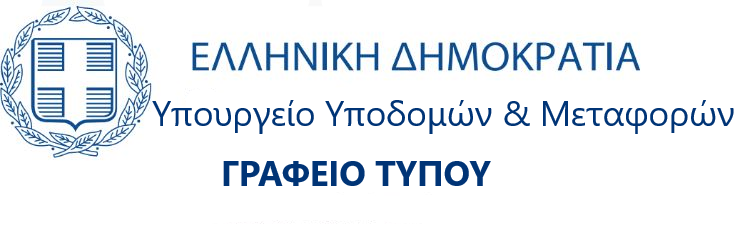 ΕΛΛΗΝΙΚΗ ΔΗΜΟΚΡΑΤΙΑ
Υπουργείο Υποδομών & Μεταφορών
ΓΡΑΦΕΙΟ ΤΥΠΟΥ